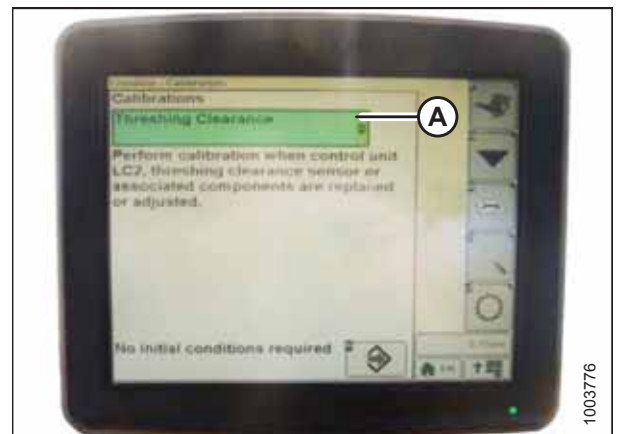 Calibrations
Threshing Clearance
A
Perform calibration when control unit
LC2, threshing clearance sensor or
associated components are replaced
or adjusted.
No initial conditions required
1003776